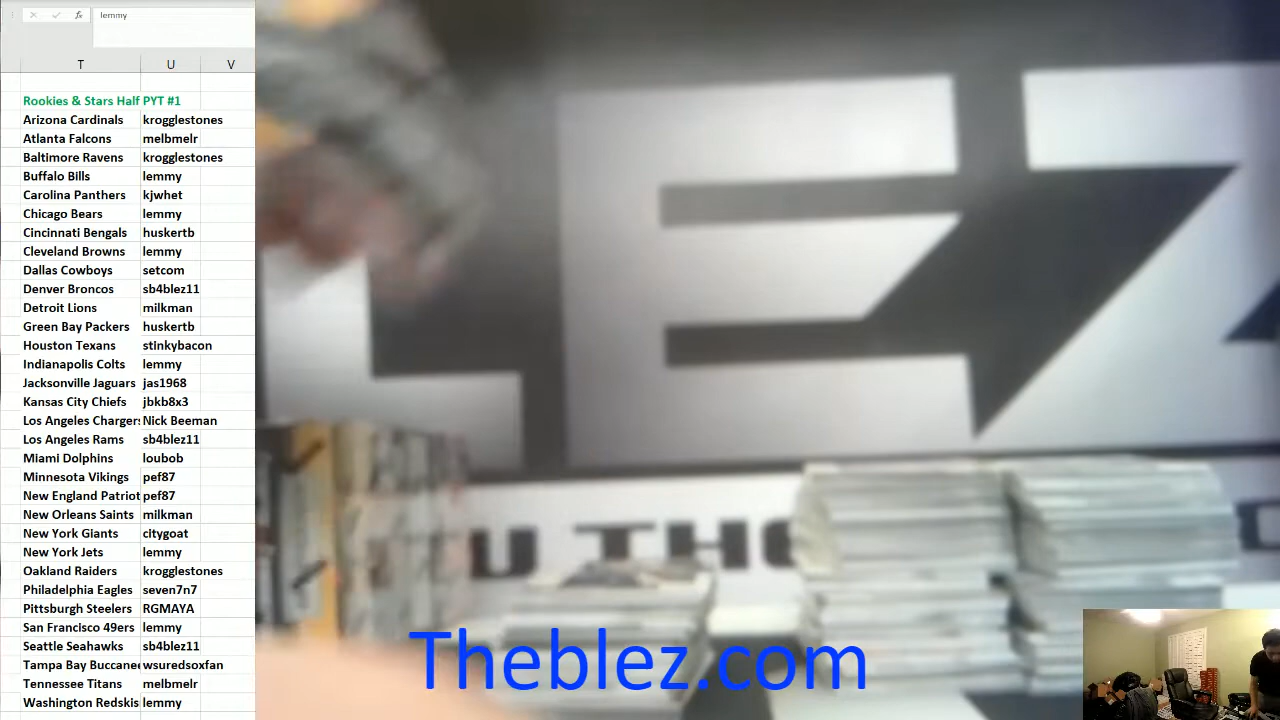 lemmy
T U V
Rookies & Stars Half PYT #1
Arizona Cardinals krogglestones
Atlanta Falcons melbmelr
Baltimore Ravens krogglestones
Buffalo Bills lemmy
Carolina Panthers kjwhet
Chicago Bears lemmy
Cincinnati Bengals huskertb
Cleveland Browns lemmy
Dallas Cowboys setcom
Denver Broncos sb4blez11
Detroit Lions milkman
Green Bay Packers huskertb
Houston Texans stinkybacon
Indianapolis Colts lemmy
Jacksonville Jaguars jas1968
Kansas City Chiefs jbkb8x3
Los Angeles Chargers Nick Beeman
Los Angeles Rams sb4blez11
Miami Dolphins loubob
Minnesota Vikings pef87
New England Patriot pef87
New Orleans Saints milkman
New York Giants citygoat
New York Jets lemmy
Oakland Raiders krogglestones
Philadelphia Eagles seven7n7
Pittsburgh Steelers RGMAYA
San Francisco 49ers lemmy
Seattle Seahawks sb4blez11
Tampa Bay Buccanee wsuredsoxfan
Tennessee Titans melbmelr
Washington Redskis lemmy
LEZ
U THO
Theblez.com